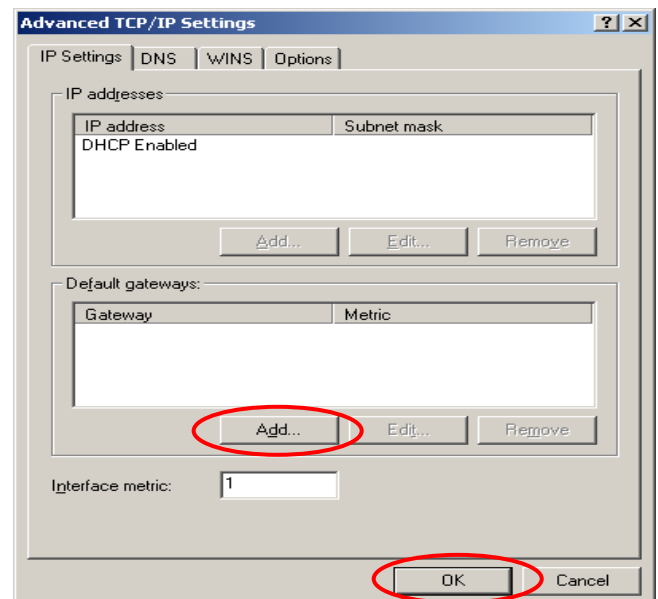 Advanced TCP/IP Settings ? X
IP Settings DNS WINS Options
IP addresses
IP address Subnet mask
DHCP Enabled
Add... Edit... Remove
Default gateways:
Gateway Metric
Add... Edit... Remove
Interface metric: 1
OK Cancel